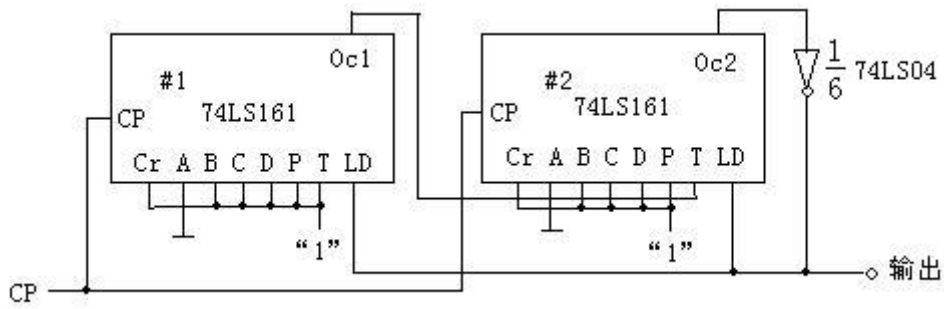 Oc1
#1
74LS161
CP
Cr A B C D P T LD
"1"
Oc2
#2
74LS161
CP
Cr A B C D P T LD
"1"
1/6 74LS04
CP
输出